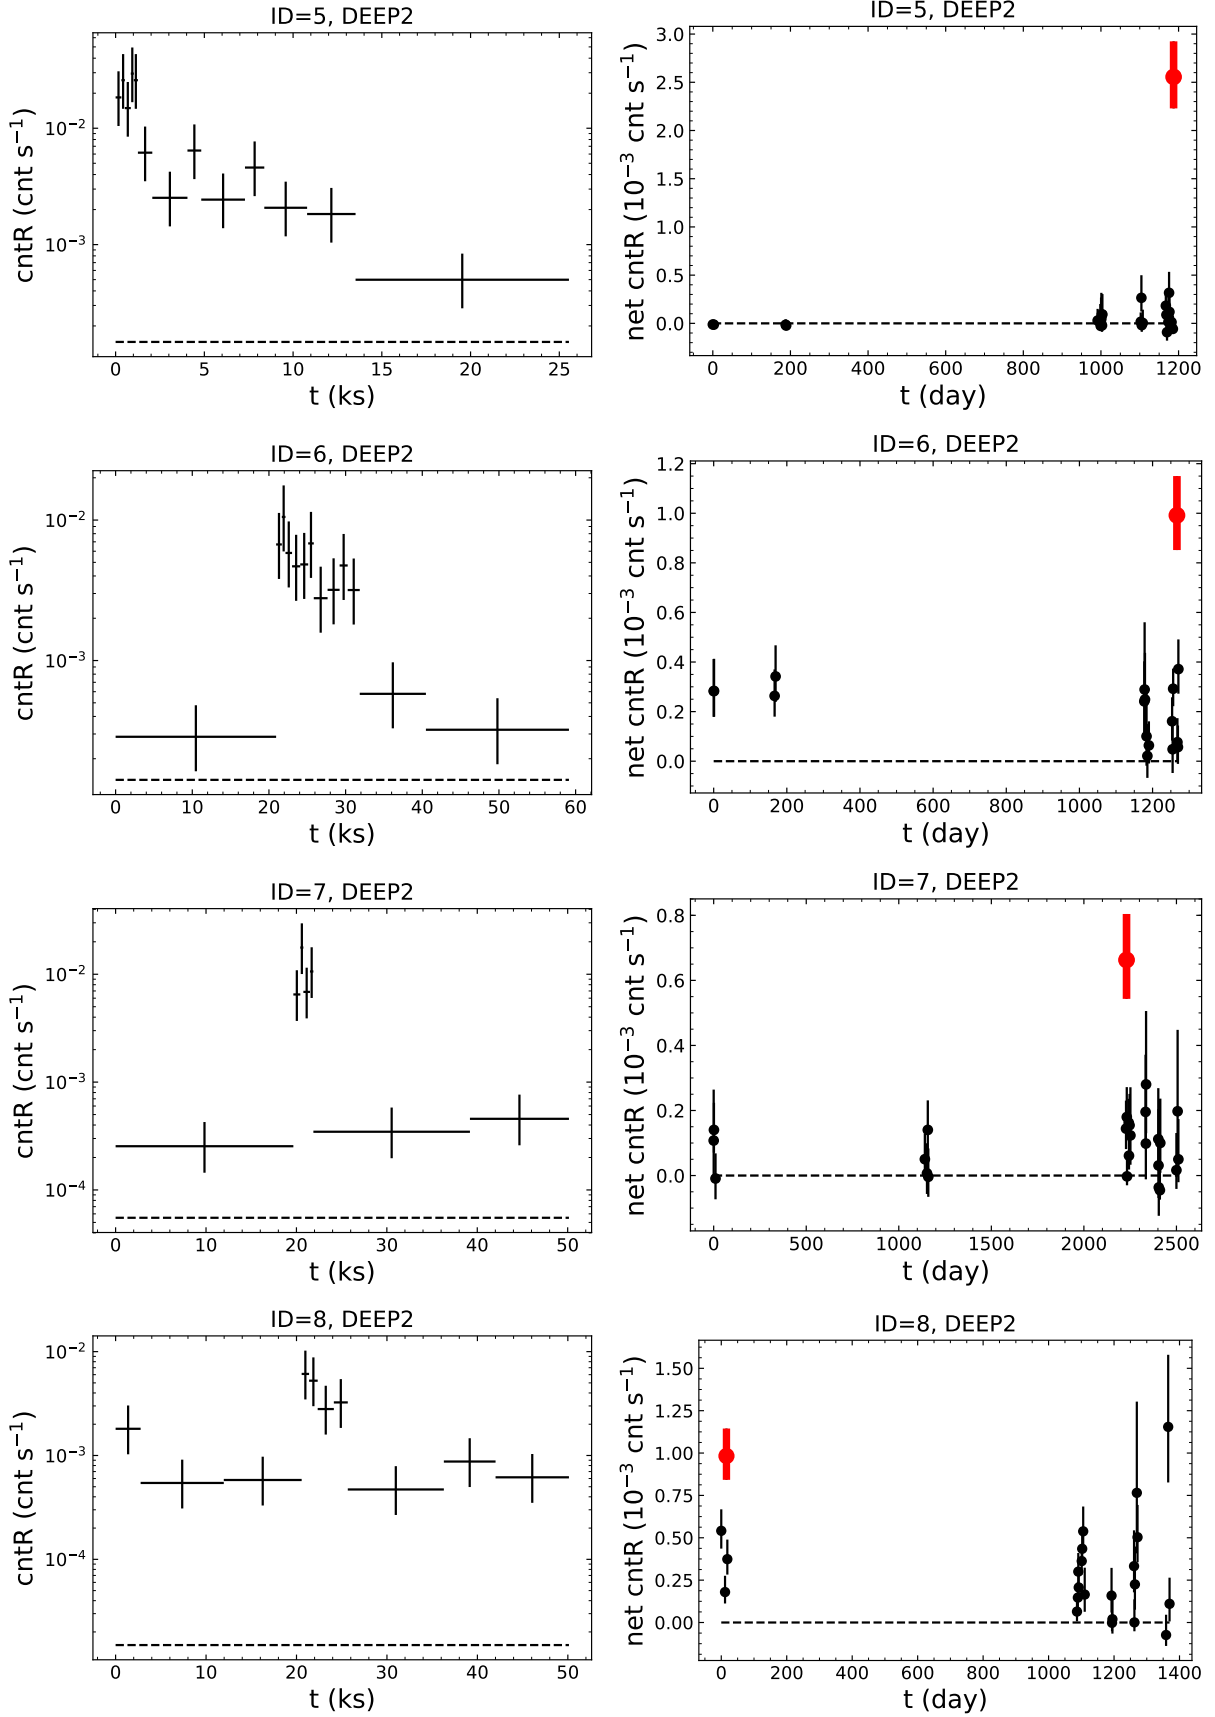 ID=5, DEEP2
cntR (cnt s⁻¹)
10⁻²
10⁻³
0 5 10 15 20 25
t (ks)
ID=5, DEEP2
net cntR (10⁻³ cnt s⁻¹)
3.0
2.5
2.0
1.5
1.0
0.5
0.0
0 200 400 600 800 1000 1200
t (day)
ID=6, DEEP2
cntR (cnt s⁻¹)
10⁻²
10⁻³
0 10 20 30 40 50 60
t (ks)
ID=6, DEEP2
net cntR (10⁻³ cnt s⁻¹)
1.2
1.0
0.8
0.6
0.4
0.2
0.0
0 200 400 600 800 1000 1200
t (day)
ID=7, DEEP2
cntR (cnt s⁻¹)
10⁻²
10⁻³
10⁻⁴
0 10 20 30 40 50
t (ks)
ID=7, DEEP2
net cntR (10⁻³ cnt s⁻¹)
0.8
0.6
0.4
0.2
0.0
0 500 1000 1500 2000 2500
t (day)
ID=8, DEEP2
cntR (cnt s⁻¹)
10⁻²
10⁻³
10⁻⁴
0 10 20 30 40 50
t (ks)
ID=8, DEEP2
net cntR (10⁻³ cnt s⁻¹)
1.50
1.25
1.00
0.75
0.50
0.25
0.00
0 200 400 600 800 1000 1200 1400
t (day)